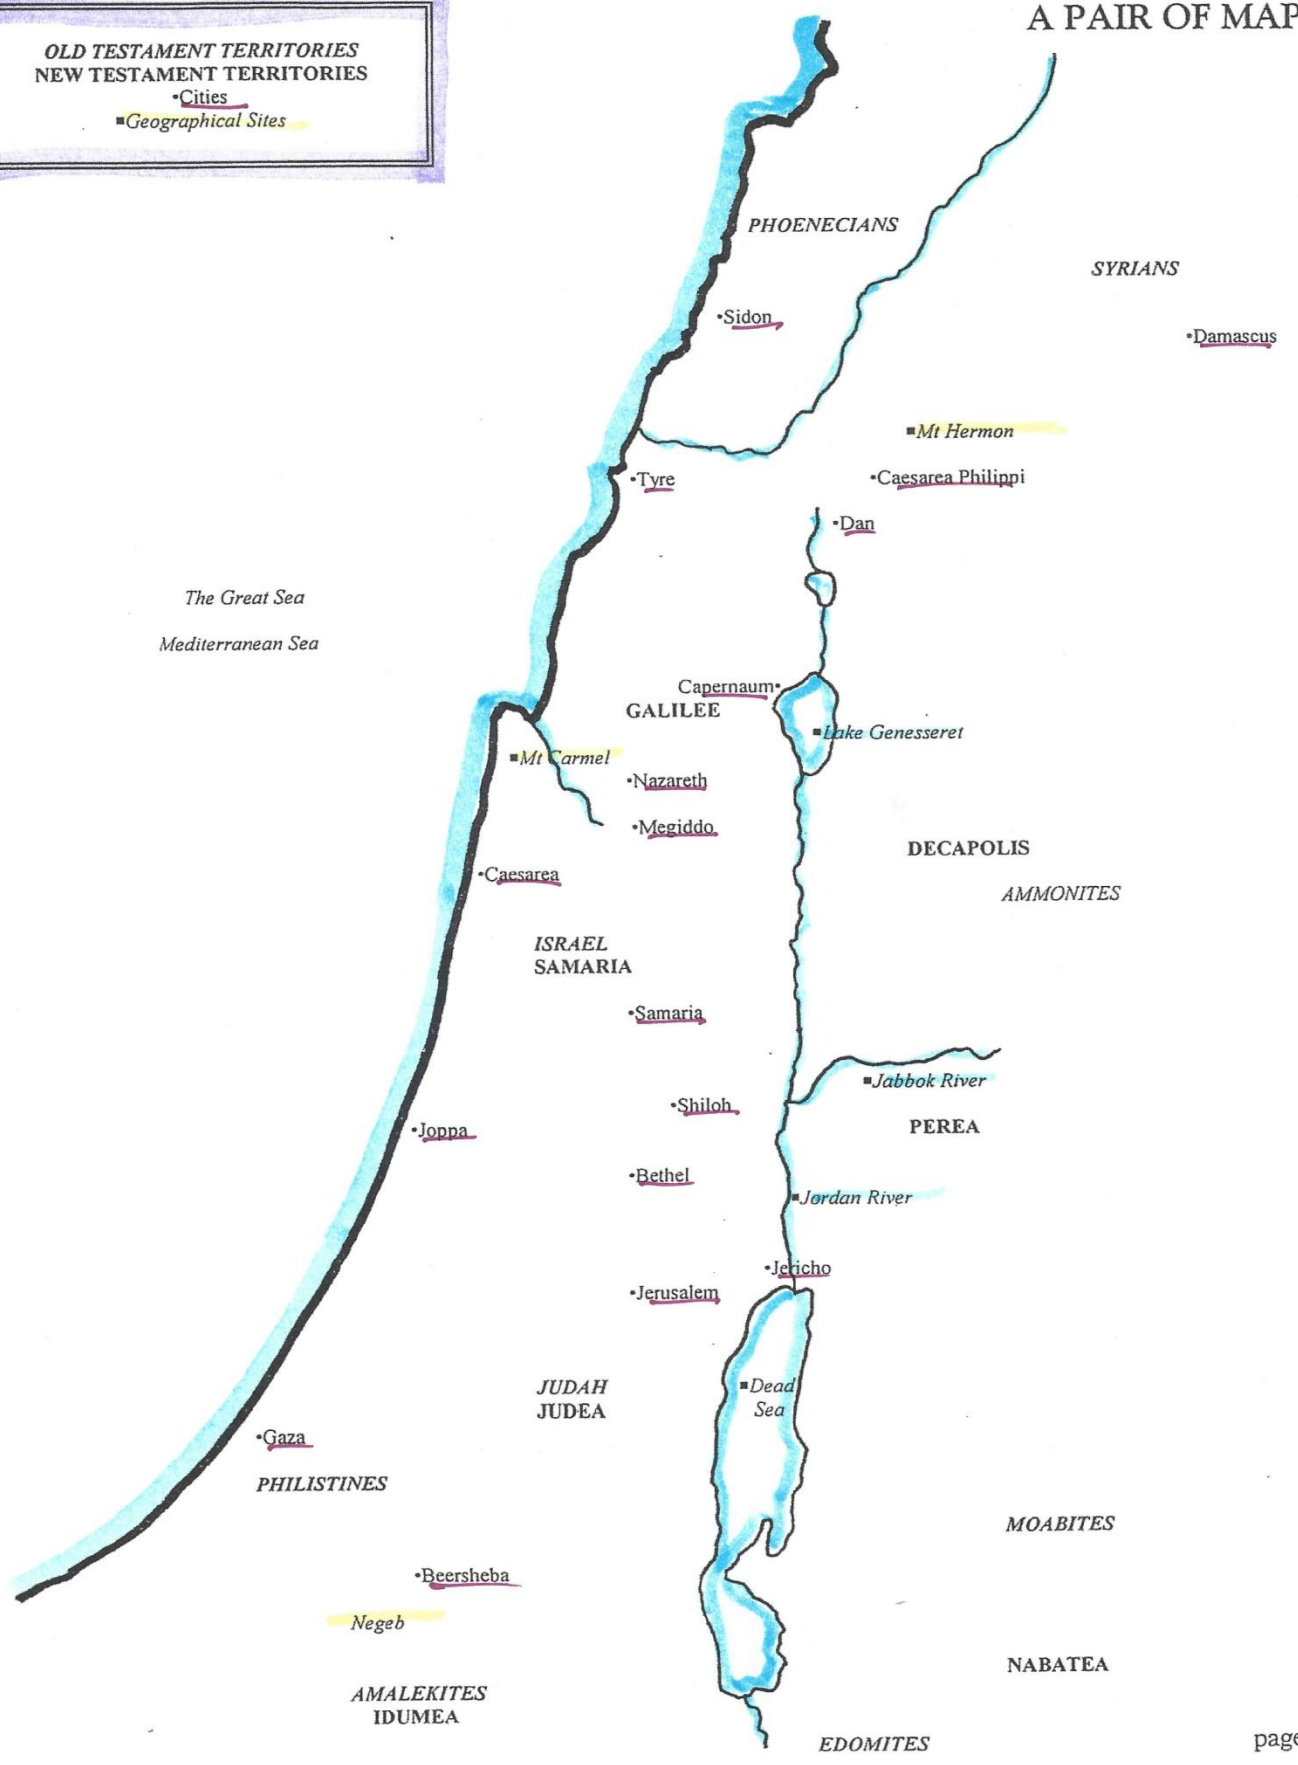 A PAIR OF MAP
OLD TESTAMENT TERRITORIES
NEW TESTAMENT TERRITORIES
•Cities
■Geographical Sites
PHOENECIANS
SYRIANS
•Sidon
•Damascus
■Mt Hermon
•Tyre
•Caesarea Philippi
•Dan
The Great Sea
Mediterranean Sea
Capernaum•
GALILEE
■Lake Genesseret
■Mt Carmel
•Nazareth
•Megiddo
DECAPOLIS
•Caesarea
AMMONITES
ISRAEL
SAMARIA
•Samaria
■Jabbok River
•Shiloh
PEREA
•Joppa
•Bethel
■Jordan River
•Jericho
•Jerusalem
■Dead
Sea
JUDAH
JUDEA
•Gaza
PHILISTINES
MOABITES
•Beersheba
Negeb
NABATEA
AMALEKITES
IDUMEA
EDOMITES
page